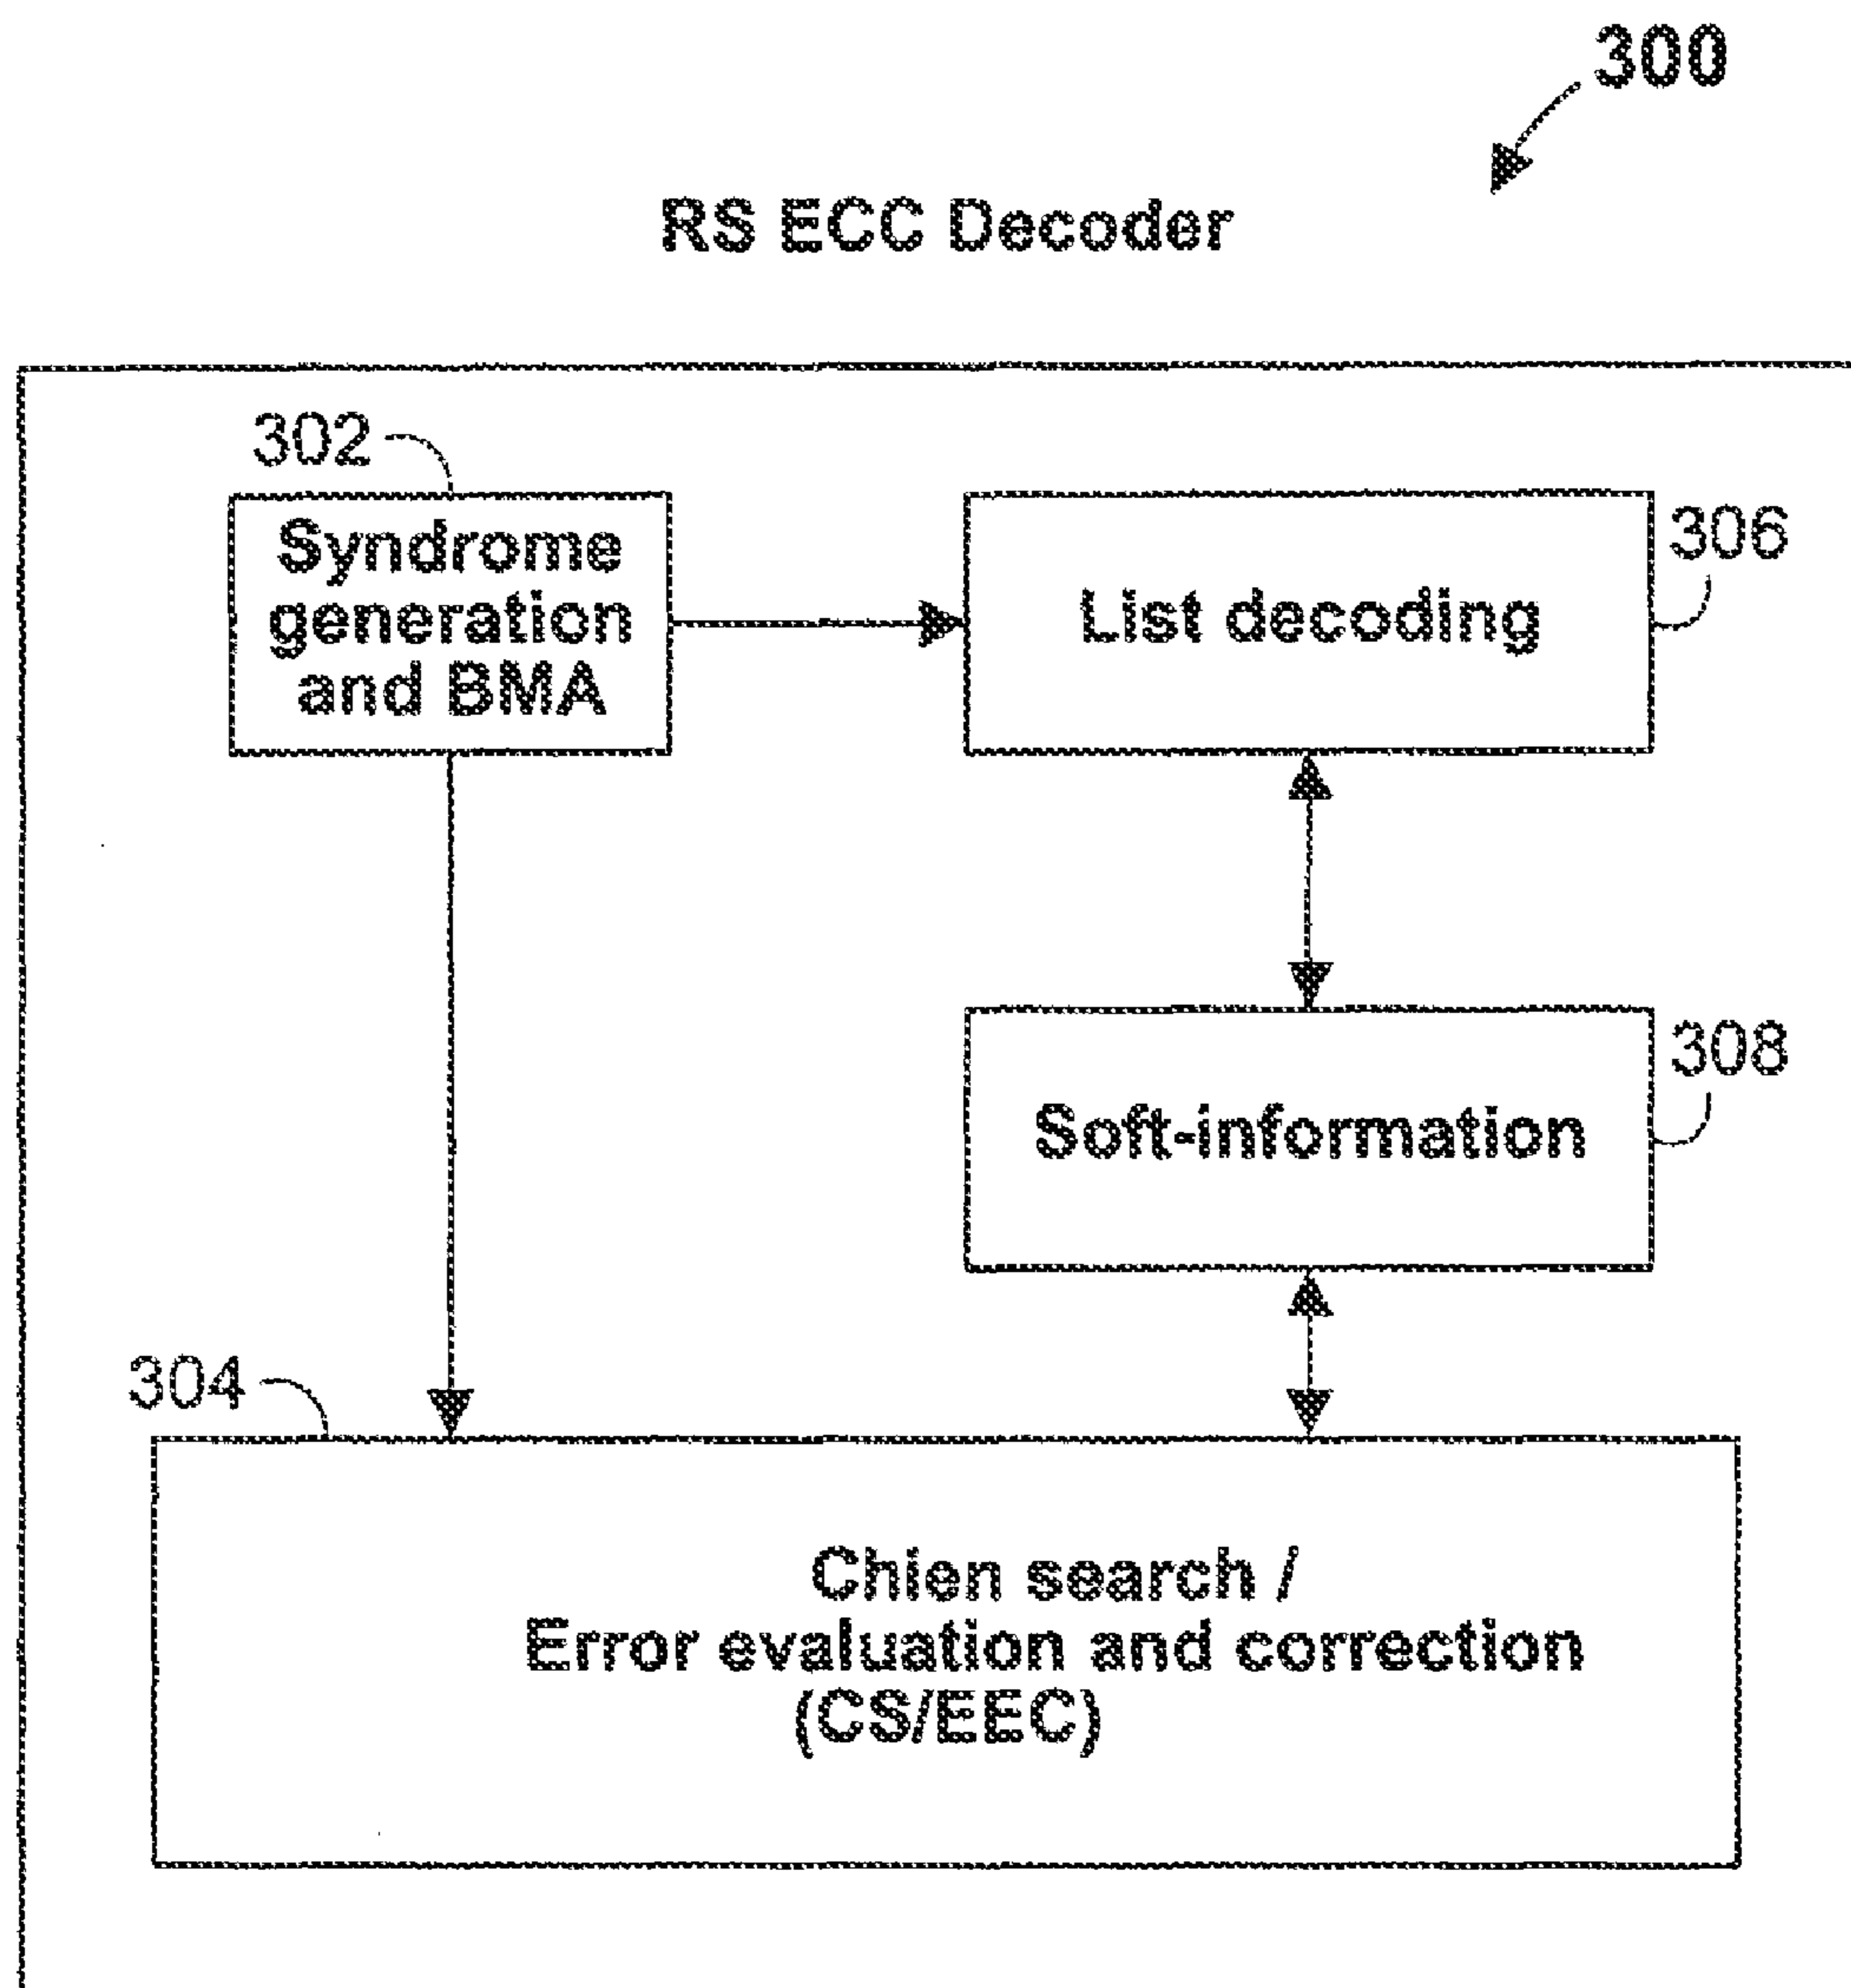 300
RS ECC Decoder
302
Syndrome
generation
and BMA
List decoding
306
Soft-information
308
304
Chien search /
Error evaluation and correction
(CS/EEC)